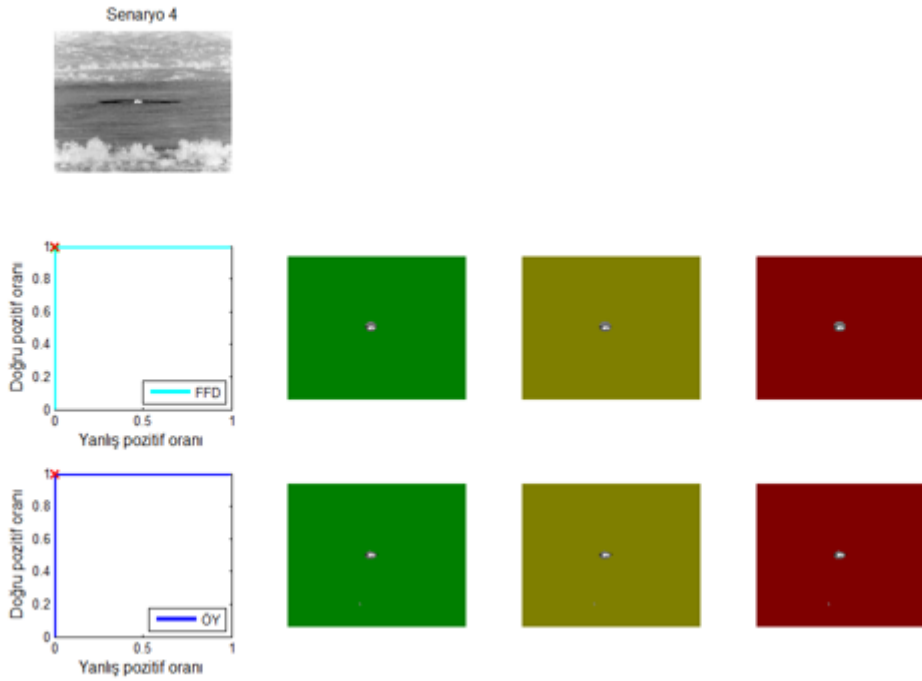 Senaryo 4
Doğru pozitif oranı
1
0.8
0.6
0.4
0.2
0
FFD
0
0.5
1
Yanlış pozitif oranı
Doğru pozitif oranı
1
0.8
0.6
0.4
0.2
0
ÖY
0
0.5
1
Yanlış pozitif oranı